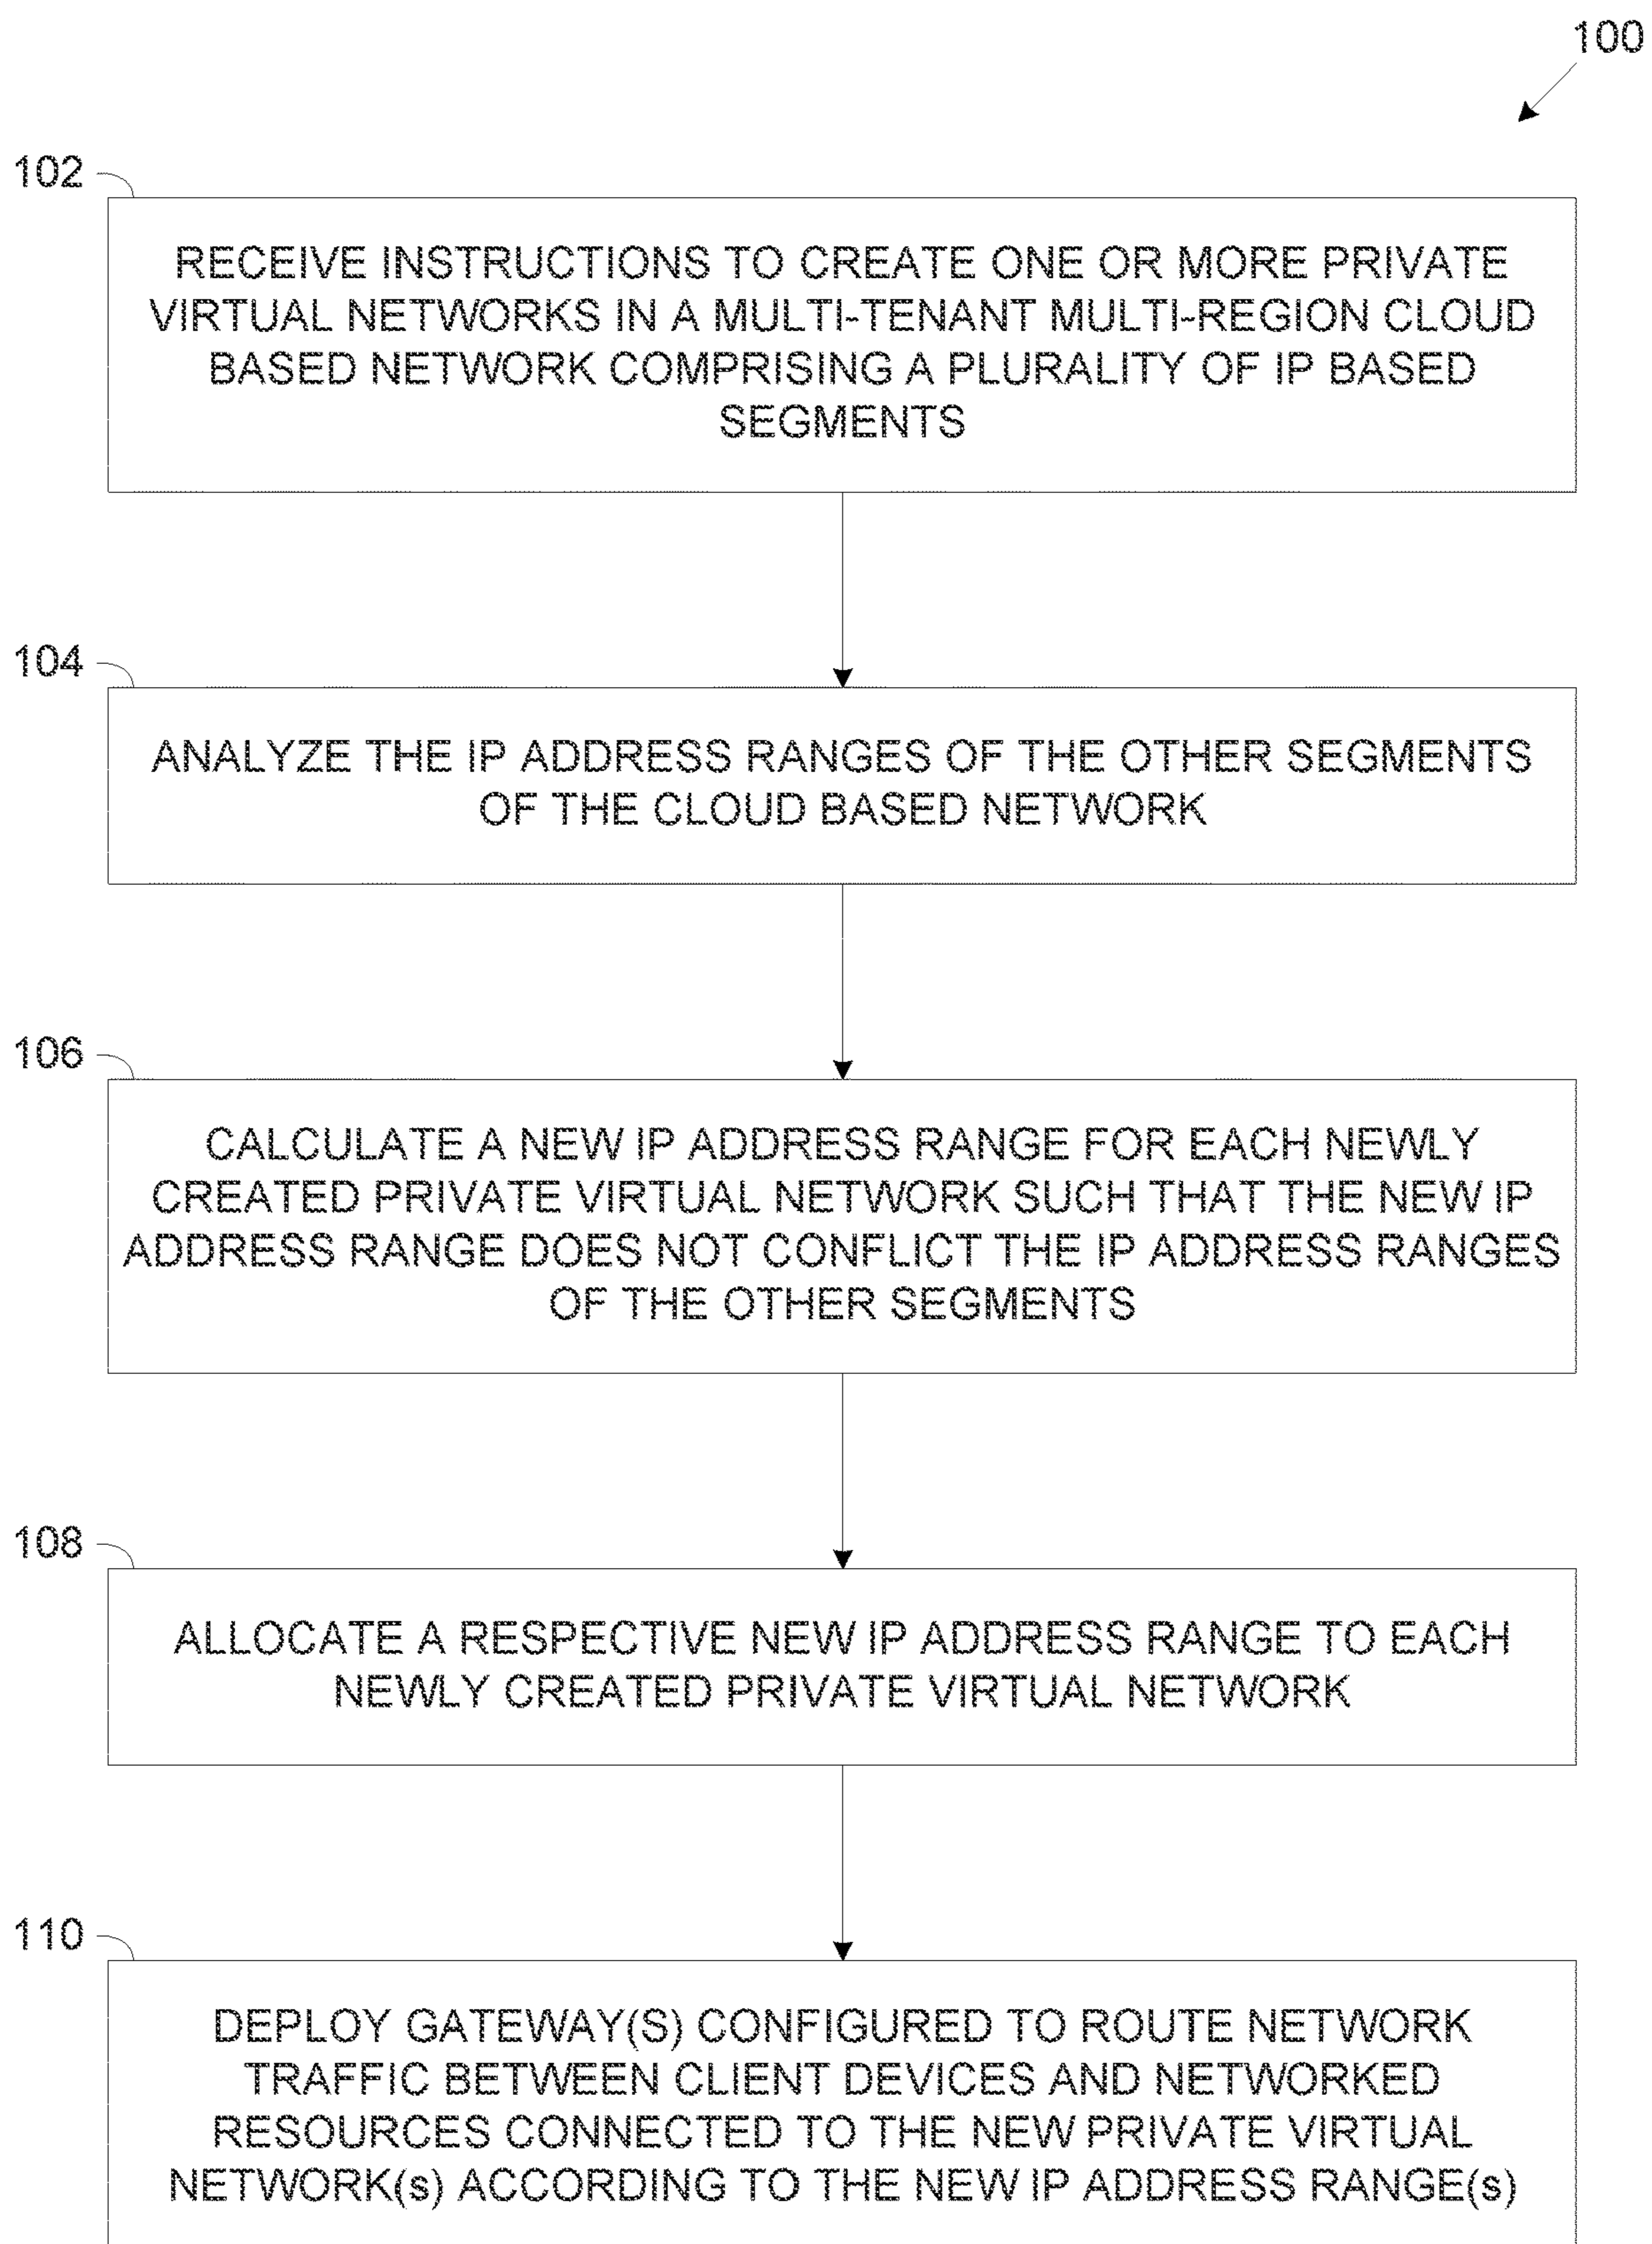 100
102
RECEIVE INSTRUCTIONS TO CREATE ONE OR MORE PRIVATE
VIRTUAL NETWORKS IN A MULTI-TENANT MULTI-REGION CLOUD
BASED NETWORK COMPRISING A PLURALITY OF IP BASED
SEGMENTS
104
ANALYZE THE IP ADDRESS RANGES OF THE OTHER SEGMENTS
OF THE CLOUD BASED NETWORK
106
CALCULATE A NEW IP ADDRESS RANGE FOR EACH NEWLY
CREATED PRIVATE VIRTUAL NETWORK SUCH THAT THE NEW IP
ADDRESS RANGE DOES NOT CONFLICT THE IP ADDRESS RANGES
OF THE OTHER SEGMENTS
108
ALLOCATE A RESPECTIVE NEW IP ADDRESS RANGE TO EACH
NEWLY CREATED PRIVATE VIRTUAL NETWORK
110
DEPLOY GATEWAY(S) CONFIGURED TO ROUTE NETWORK
TRAFFIC BETWEEN CLIENT DEVICES AND NETWORKED
RESOURCES CONNECTED TO THE NEW PRIVATE VIRTUAL
NETWORK(s) ACCORDING TO THE NEW IP ADDRESS RANGE(s)